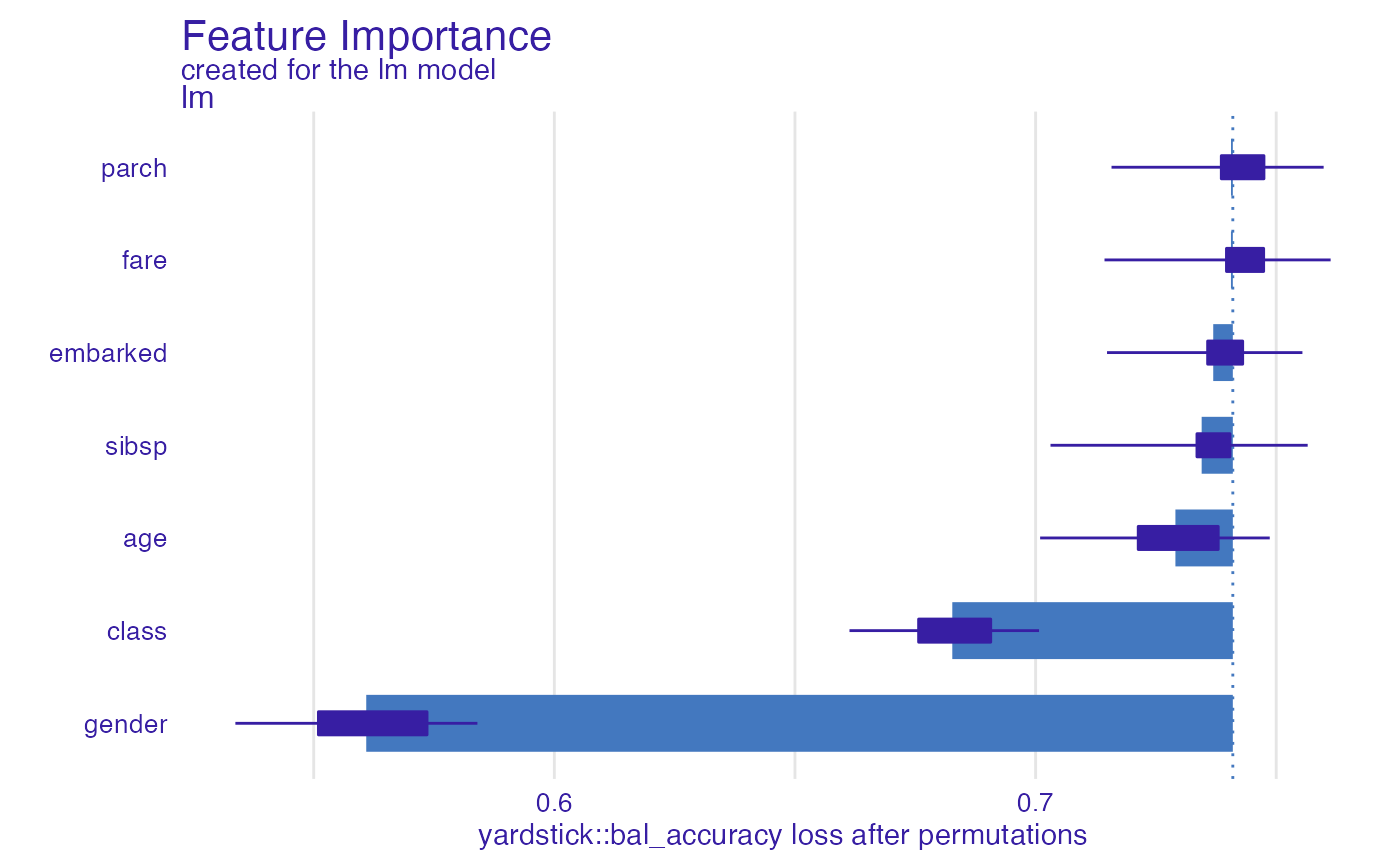 Feature Importance
created for the lm model
lm
parch
fare
embarked
sibsp
age
class
gender
0.6 0.7
yardstick::bal_accuracy loss after permutations